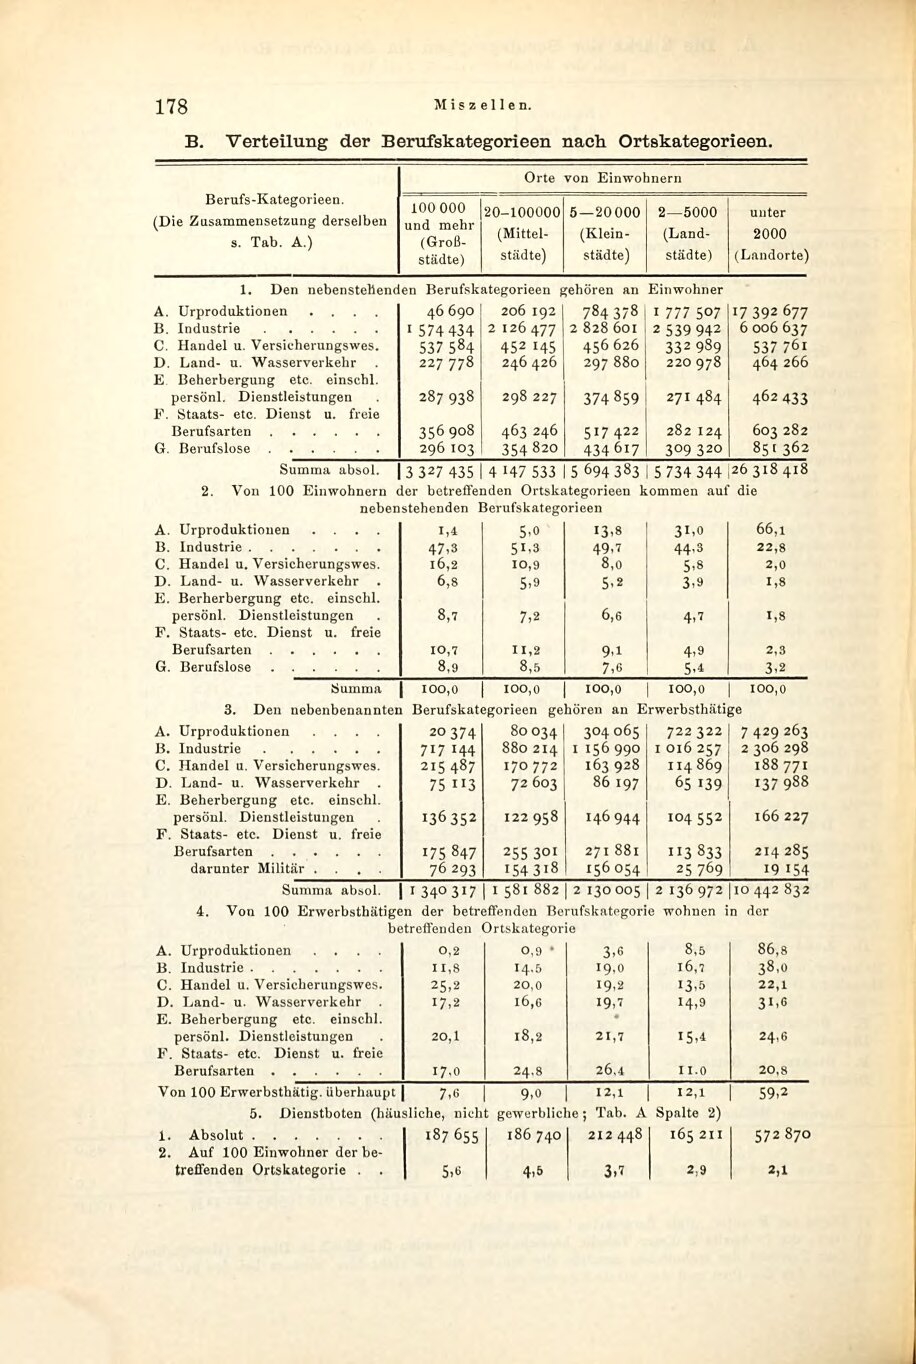 178 Miszellen.
B. Verteilung der Berufskategorieen nach Ortskategorieen.
Berufs-Kategorieen.
(Die Zusammensetzung derselben
s. Tab. A.)
Orte von Einwohnern
100 000
und mehr
(Groß-
städte)
20–100000
(Mittel-
städte)
5—20 000
(Klein-
städte)
2—5000
(Land-
städte)
unter
2000
(Landorte)
1. Den nebenstehenden Berufskategorieen gehören an Einwohner
A. Urproduktionen . . . . 46 690 206 192 784 378 1 777 507 17 392 677
B. Industrie . . . . . . 1 574 434 2 126 477 2 828 601 2 539 942 6 006 637
C. Handel u. Versicherungswes. 537 584 452 145 456 626 332 989 537 761
D. Land- u. Wasserverkehr . 227 778 246 426 297 880 220 978 464 266
E Beherbergung etc. einschl.
persönl. Dienstleistungen . 287 938 298 227 374 859 271 484 462 433
F. Staats- etc. Dienst u. freie
Berufsarten . . . . . . 356 908 463 246 517 422 282 124 603 282
G. Berufslose . . . . . . 296 103 354 820 434 617 309 320 851 362
Summa absol. 3 327 435 4 147 533 5 694 383 5 734 344 26 318 418
2. Von 100 Einwohnern der betreffenden Ortskategorieen kommen auf die
nebenstehenden Berufskategorieen
A. Urproduktionen . . . . 1,4 5,0 13,8 31,0 66,1
B. Industrie . . . . . . . 47,3 51,3 49,7 44,3 22,8
C. Handel u. Versicherungswes. 16,2 10,9 8,0 5,8 2,0
D. Land- u. Wasserverkehr . 6,8 5,9 5,2 3,9 1,8
E. Berherbergung etc. einschl.
persönl. Dienstleistungen . 8,7 7,2 6,6 4,7 1,8
F. Staats- etc. Dienst u. freie
Berufsarten . . . . . . 10,7 11,2 9,1 4,9 2,3
G. Berufslose . . . . . . 8,9 8,5 7,6 5,4 3,2
Summa 100,0 100,0 100,0 100,0 100,0
3. Den nebenbenannten Berufskategorieen gehören an Erwerbsthätige
A. Urproduktionen . . . . 20 374 80 034 304 065 722 322 7 429 263
B. Industrie . . . . . . 717 144 880 214 1 156 990 1 016 257 2 306 298
C. Handel u. Versicherungswes. 215 487 170 772 163 928 114 869 188 771
D. Land- u. Wasserverkehr . 75 113 72 603 86 197 65 139 137 988
E. Beherbergung etc. einschl.
persönl. Dienstleistungen . 136 352 122 958 146 944 104 552 166 227
F. Staats- etc. Dienst u. freie
Berufsarten . . . . . . 175 847 255 301 271 881 113 833 214 285
darunter Militär . . . . 76 293 154 318 156 054 25 769 19 154
Summa absol. 1 340 317 1 581 882 2 130 005 2 136 972 10 442 832
4. Von 100 Erwerbsthätigen der betreffenden Berufskategorie wohnen in der
betreffenden Ortskategorie
A. Urproduktionen . . . . 0,2 0,9 3,6 8,5 86,8
B. Industrie . . . . . . . 11,8 14,5 19,0 16,7 38,0
C. Handel u. Versicherungswes. 25,2 20,0 19,2 13,5 22,1
D. Land- u. Wasserverkehr . 17,2 16,6 19,7 14,9 31,6
E. Beherbergung etc. einschl.
persönl. Dienstleistungen . 20,1 18,2 21,7 15,4 24,6
F. Staats- etc. Dienst u. freie
Berufsarten . . . . . . 17,0 24,8 26,4 11.0 20,8
Von 100 Erwerbsthätig. überhaupt 7,6 9,0 12,1 12,1 59,2
5. Dienstboten (häusliche, nicht gewerbliche; Tab. A Spalte 2)
1. Absolut . . . . . . . 187 655 186 740 212 448 165 211 572 870
2. Auf 100 Einwohner der be-
treffenden Ortskategorie . . 5,6 4,5 3,7 2,9 2,1